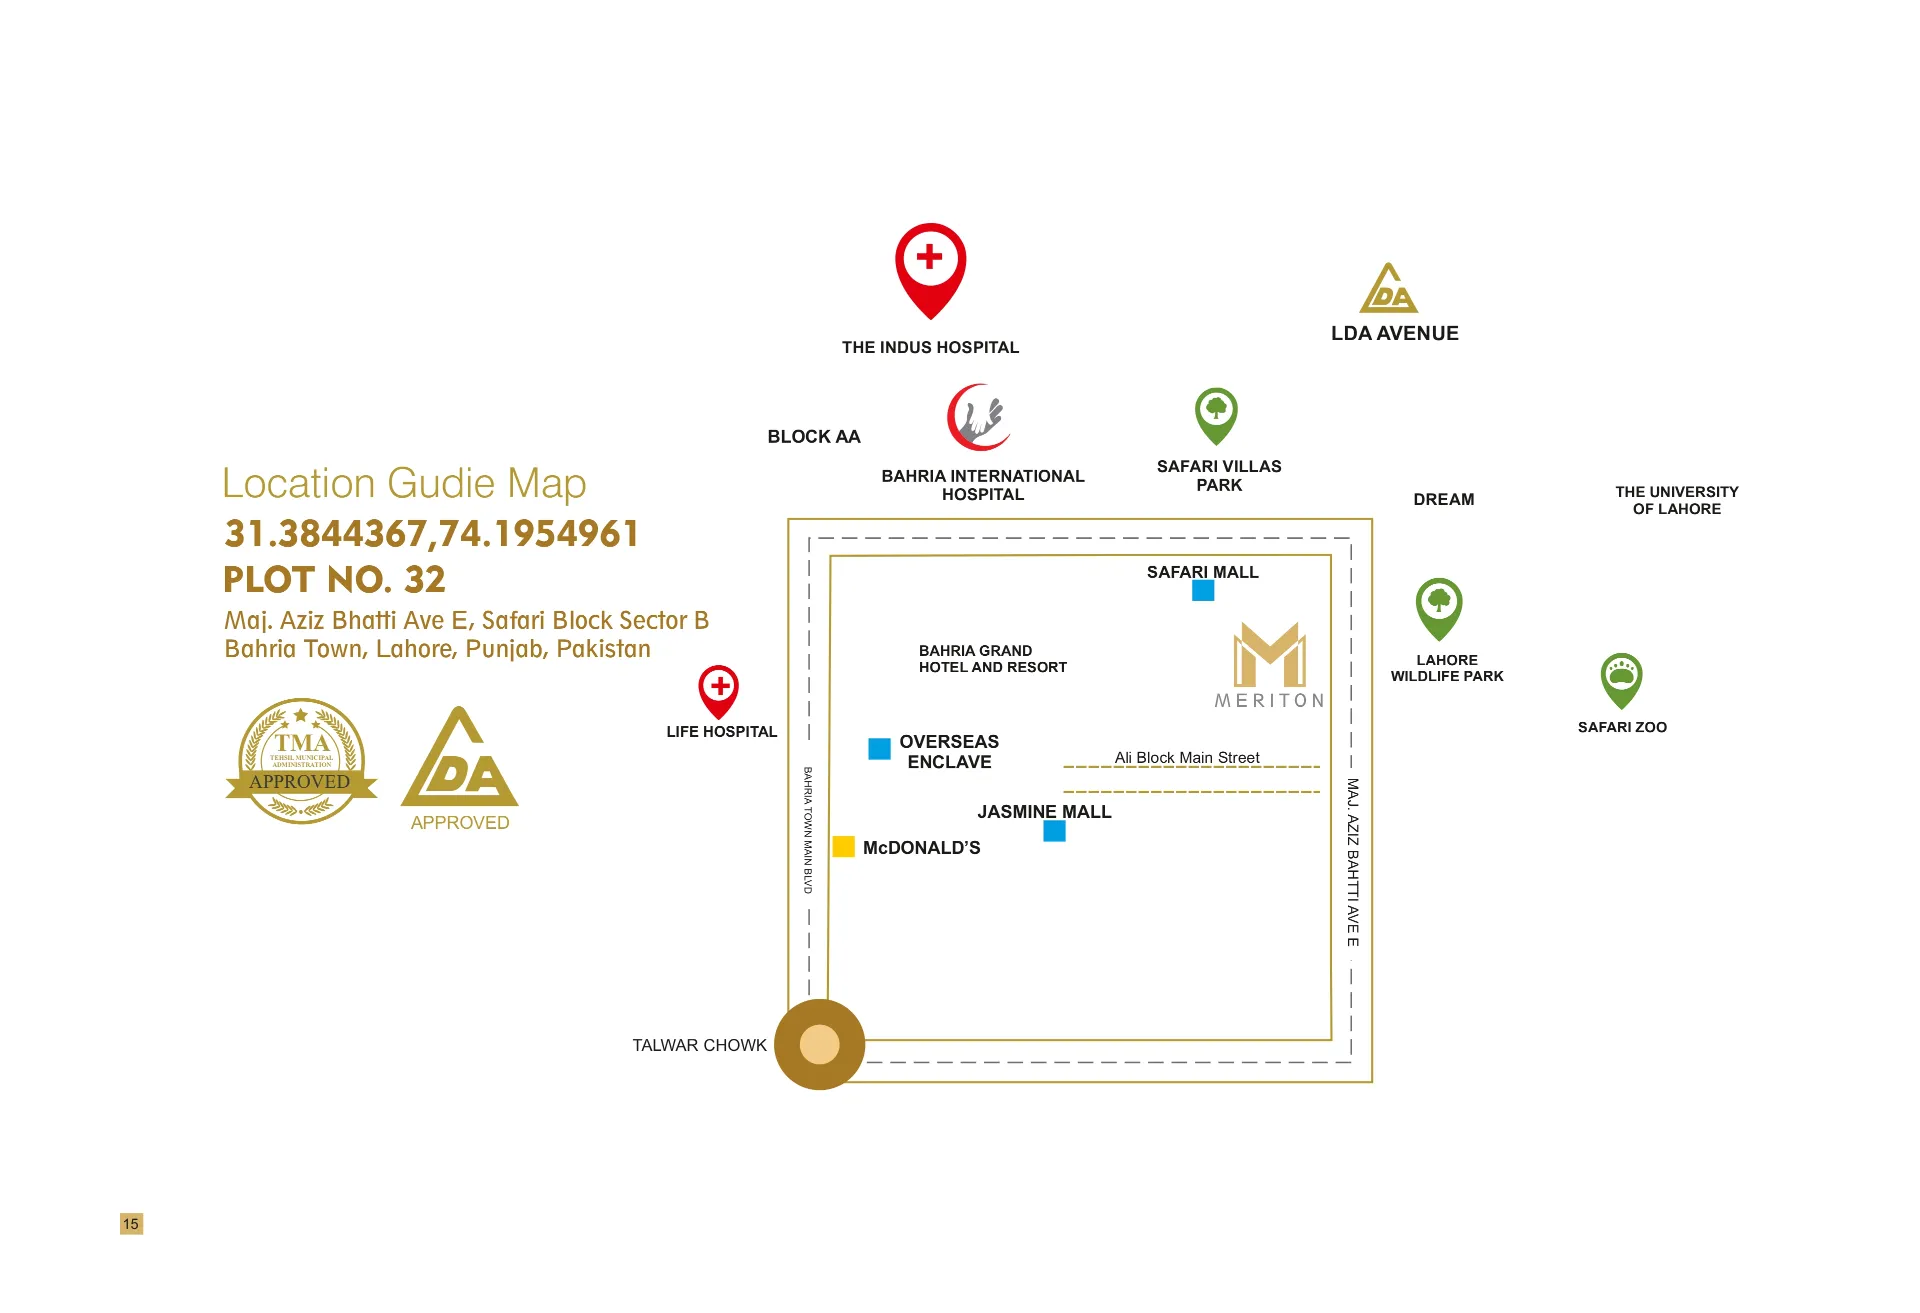 THE INDUS HOSPITAL
DA
LDA AVENUE
BLOCK AA
BAHRIA INTERNATIONAL
HOSPITAL
SAFARI VILLAS
PARK
DREAM
THE UNIVERSITY
OF LAHORE
Location Gudie Map
31.3844367,74.1954961
PLOT NO. 32
Maj. Aziz Bhatti Ave E, Safari Block Sector B
Bahria Town, Lahore, Punjab, Pakistan
TMA
TEHSIL MUNICIPAL
ADMINISTRATION
APPROVED
DA
APPROVED
LIFE HOSPITAL
SAFARI MALL
BAHRIA GRAND
HOTEL AND RESORT
MERITON
LAHORE
WILDLIFE PARK
SAFARI ZOO
OVERSEAS
ENCLAVE
Ali Block Main Street
JASMINE MALL
McDONALD'S
BAHRIA TOWN MAIN BLVD
MAJ. AZIZ BAHTTI AVE E
TALWAR CHOWK
15